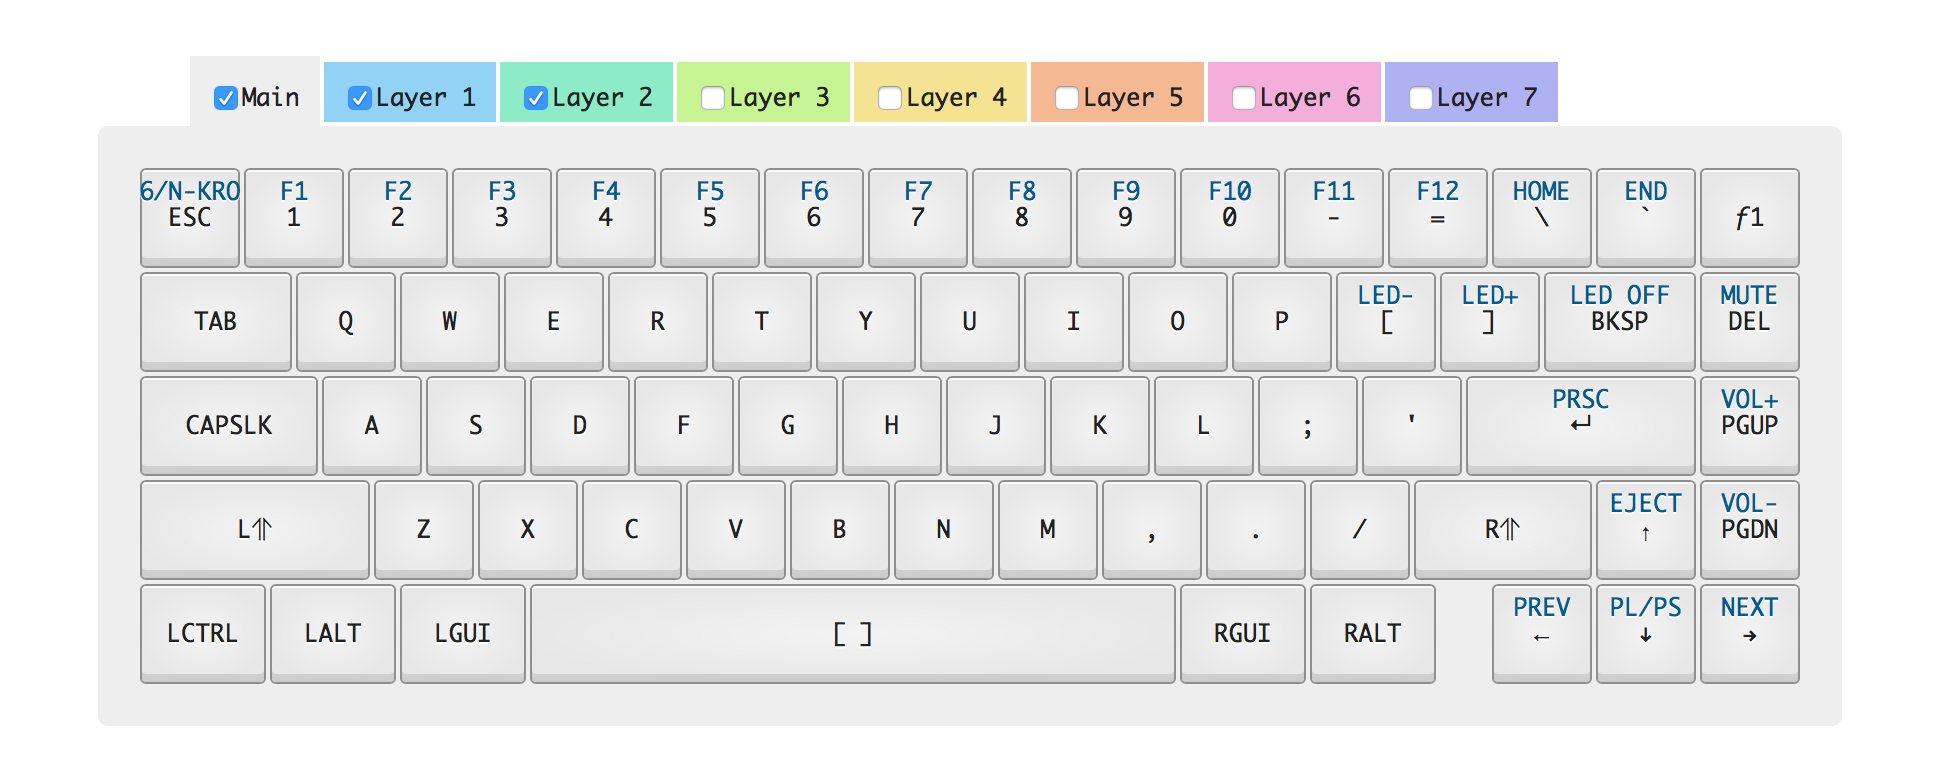 Main Layer 1 Layer 2 Layer 3 Layer 4 Layer 5 Layer 6 Layer 7
6/N-KRO F1 F2 F3 F4 F5 F6 F7 F8 F9 F10 F11 F12 HOME END
ESC 1 2 3 4 5 6 7 8 9 0 - = \ ` ƒ1
LED- LED+ LED OFF MUTE
TAB Q W E R T Y U I O P [ ] BKSP DEL
PRSC VOL+
CAPSLK A S D F G H J K L ; ' ↵ PGUP
EJECT VOL-
L⥣ Z X C V B N M , . / R⥣ ↑ PGDN
PREV PL/PS NEXT
LCTRL LALT LGUI [ ] RGUI RALT ← ↓ →